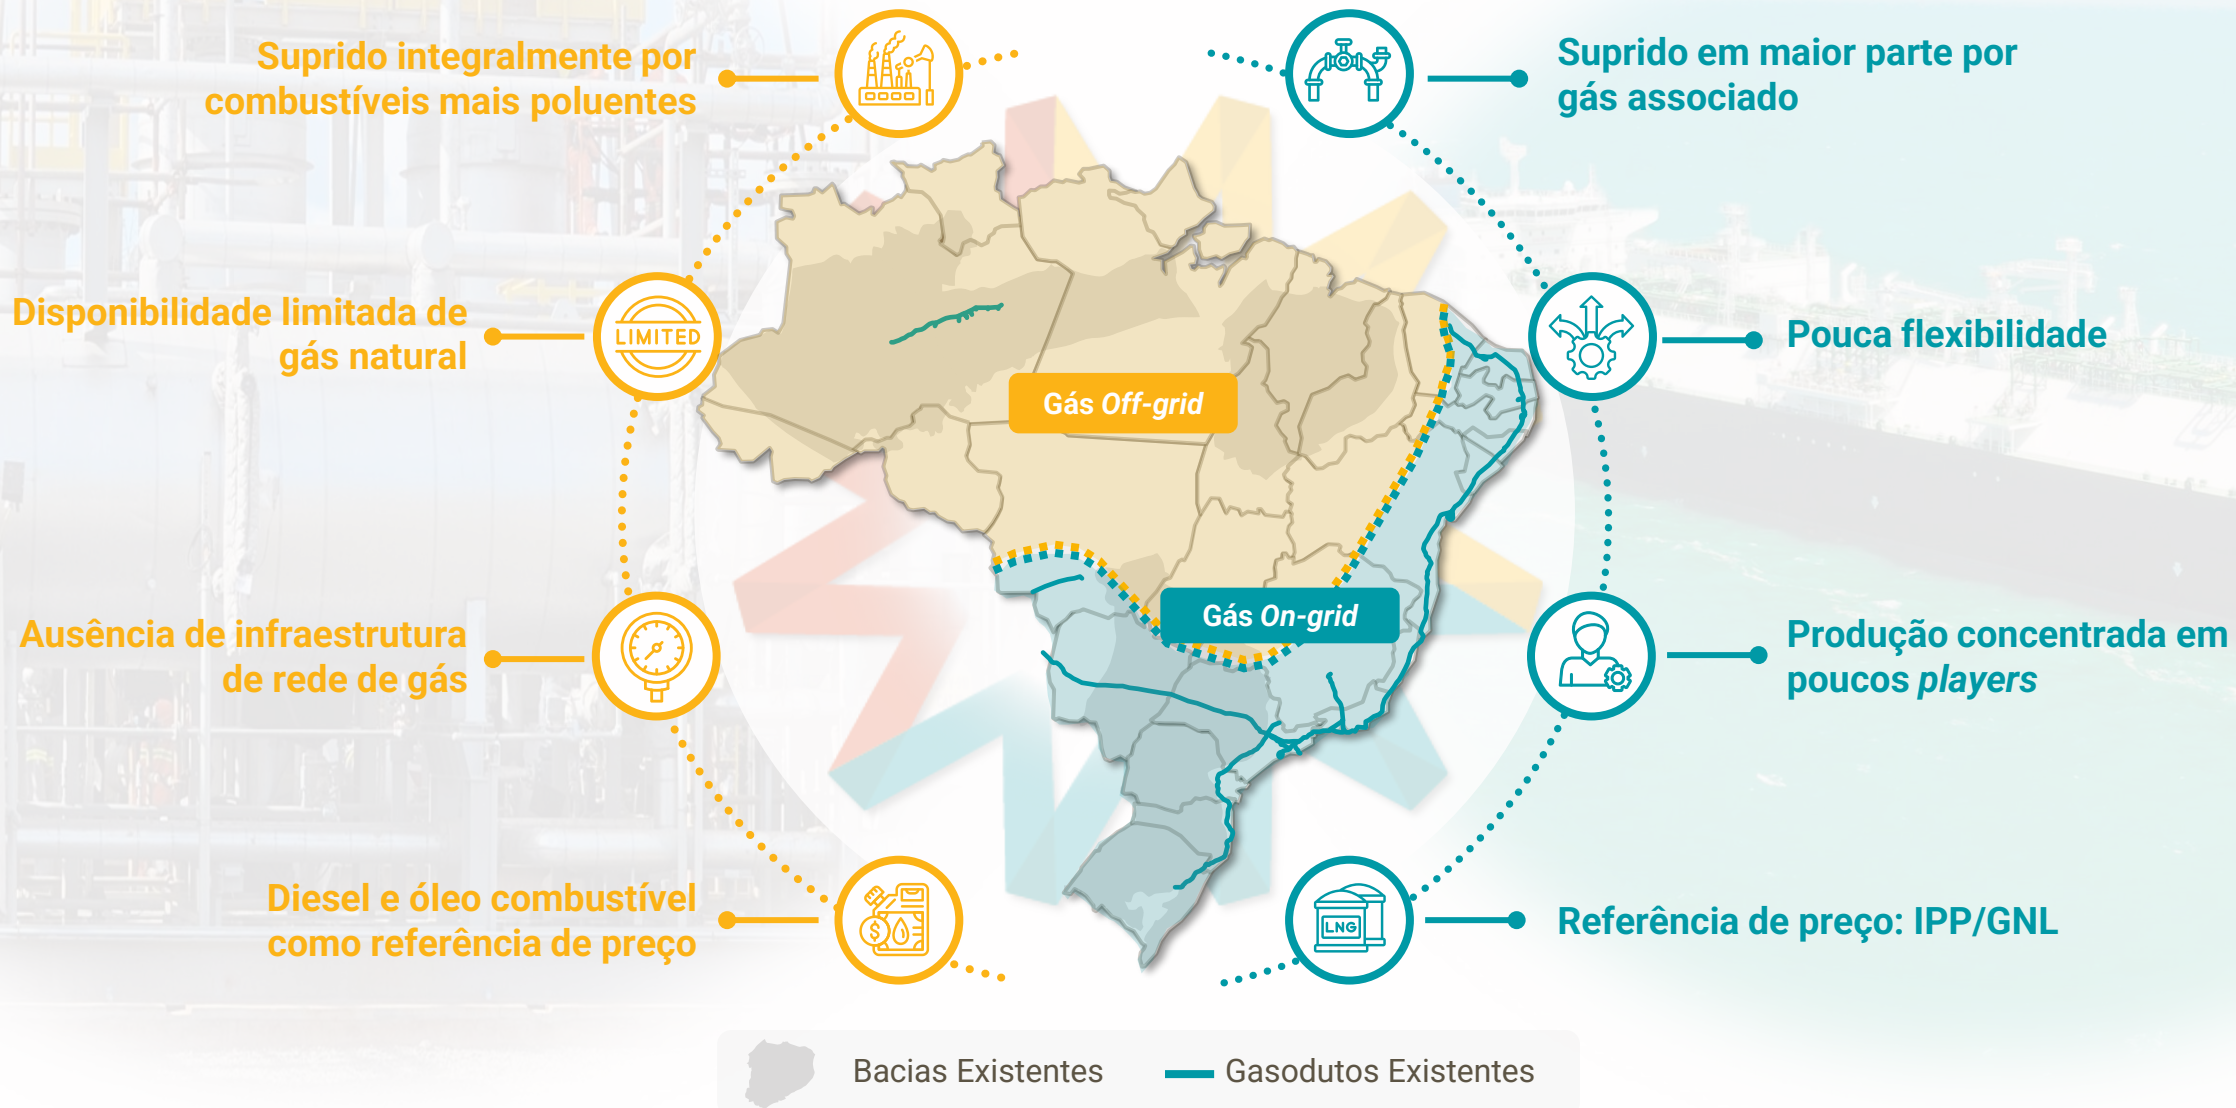 Suprido integralmente por
combustíveis mais poluentes
LIMITED
Disponibilidade limitada de
gás natural
Ausência de infraestrutura
de rede de gás
Diesel e óleo combustível
como referência de preço
$
Gás Off-grid
Gás On-grid
Suprido em maior parte por
gás associado
Pouca flexibilidade
Produção concentrada em
poucos players
LNG
Referência de preço: IPP/GNL
Bacias Existentes
Gasodutos Existentes